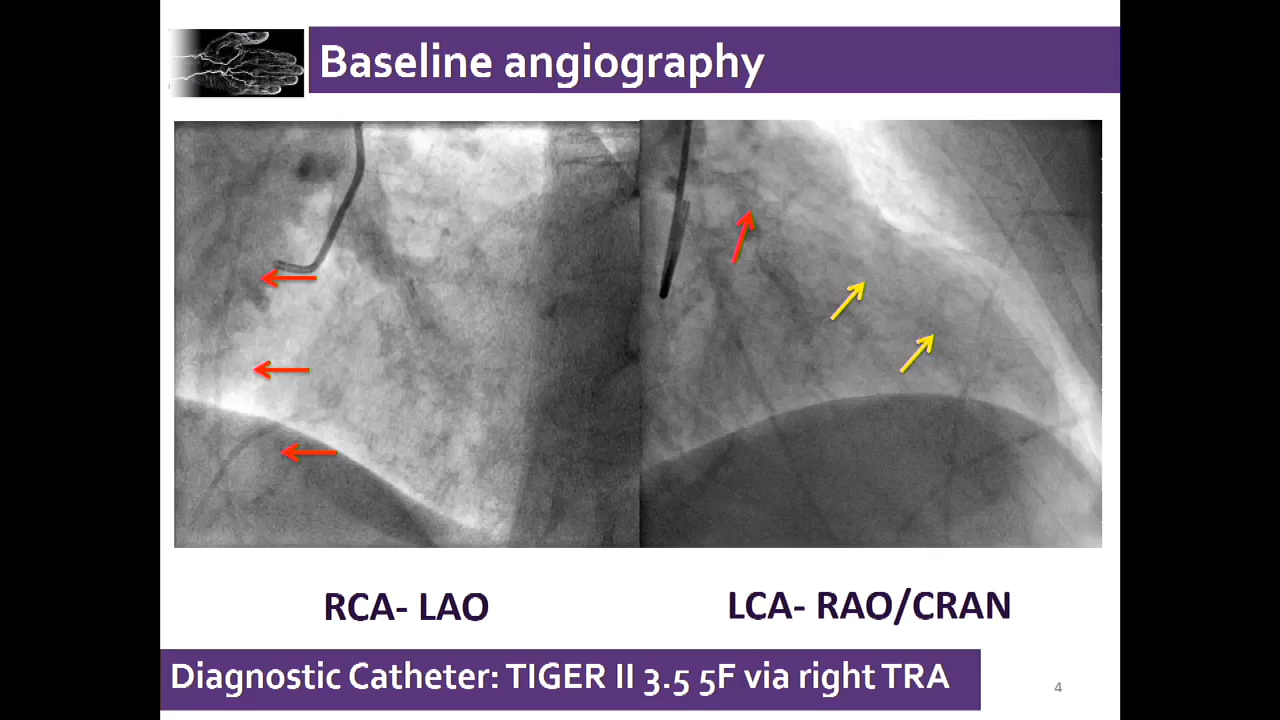 Baseline angiography
RCA- LAO
LCA- RAO/CRAN
Diagnostic Catheter: TIGER II 3.5 5F via right TRA
4